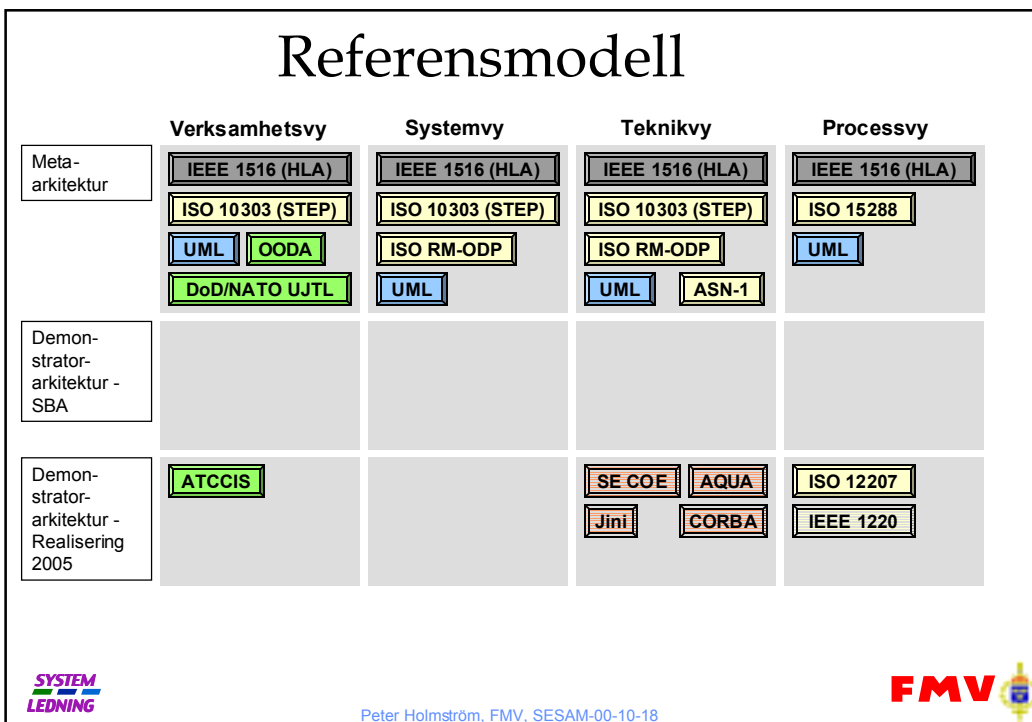 Referensmodell
Verksamhetsvy Systemvy Teknikvy Processvy
Meta-
arkitektur
IEEE 1516 (HLA) IEEE 1516 (HLA) IEEE 1516 (HLA) IEEE 1516 (HLA)
ISO 10303 (STEP) ISO 10303 (STEP) ISO 10303 (STEP) ISO 15288
UML OODA ISO RM-ODP ISO RM-ODP UML
DoD/NATO UJTL UML UML ASN-1
Demon-
strator-
arkitektur -
SBA
Demon-
strator-
arkitektur -
Realisering
2005
ATCCIS SE COE AQUA ISO 12207
Jini CORBA IEEE 1220
SYSTEM
LEDNING
FMV
Peter Holmström, FMV, SESAM-00-10-18